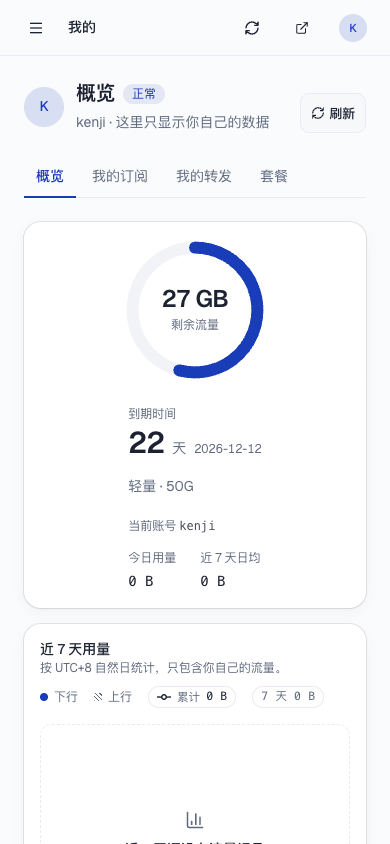 我的
K
K
概览 正常
kenji · 这里只显示你自己的数据
刷新
概览 我的订阅 我的转发 套餐
27 GB
剩余流量
到期时间
22 天 2026-12-12
轻量 · 50G
当前账号 kenji
今日用量 近 7 天日均
0 B 0 B
近 7 天用量
按 UTC+8 自然日统计，只包含你自己的流量。
下行 上行 累计 0 B 7 天 0 B